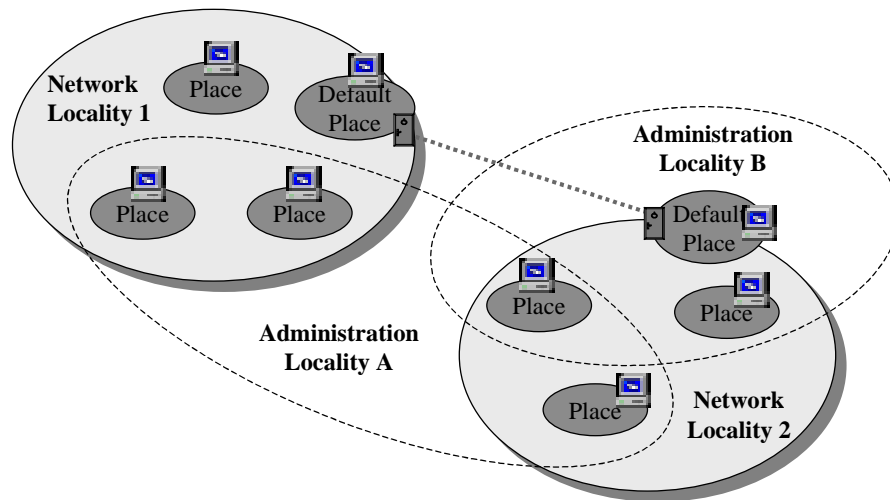 Network
Locality 1
Place
Default
Place
Place
Place
Administration
Locality B
Default
Place
Place
Place
Administration
Locality A
Place
Network
Locality 2